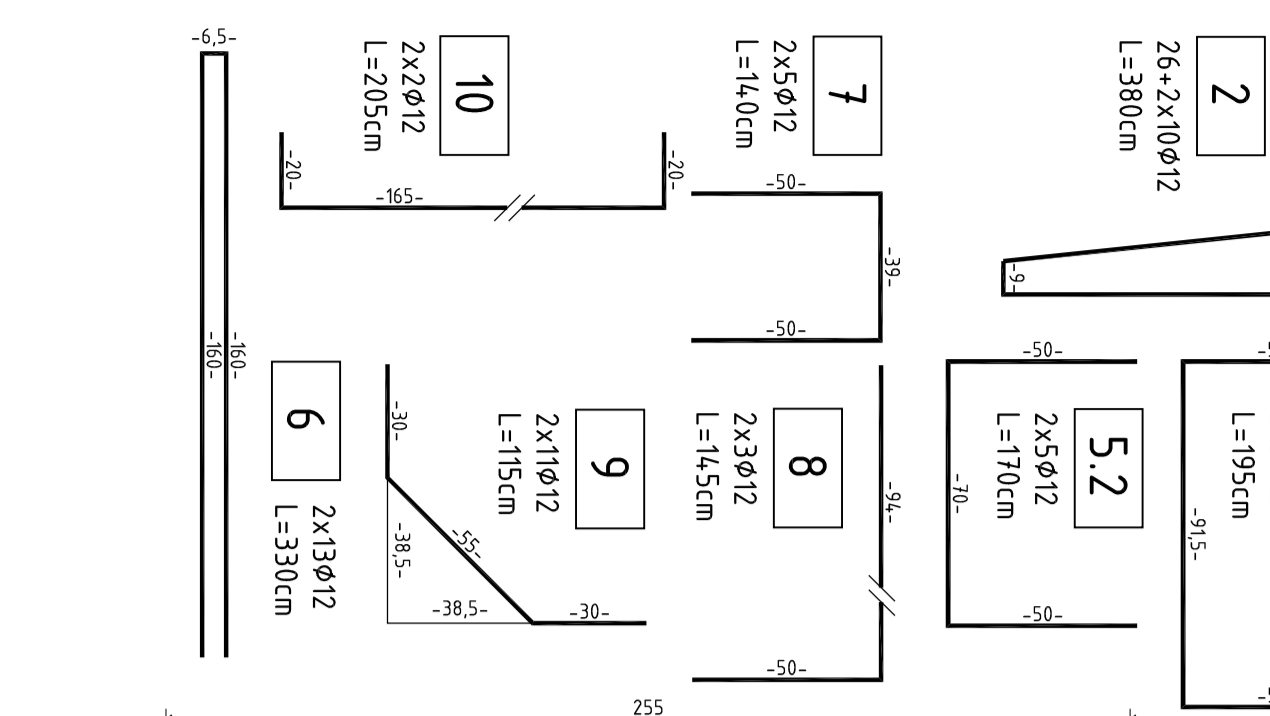 -6,5-
-160-
-160-
10
2x2ø12
L=205cm
-20-
-165-
-20-
7
2x5ø12
L=140cm
-50-
-39-
-50-
2
26+2x10ø12
L=380cm
-9-
6
2x13ø12
L=330cm
-30-
-55-
-38,5-
-38,5-
-30-
9
2x11ø12
L=115cm
8
2x3ø12
L=145cm
-94-
-50-
5.2
2x5ø12
L=170cm
-50-
-70-
-50-
L=195cm
-91,5-
255